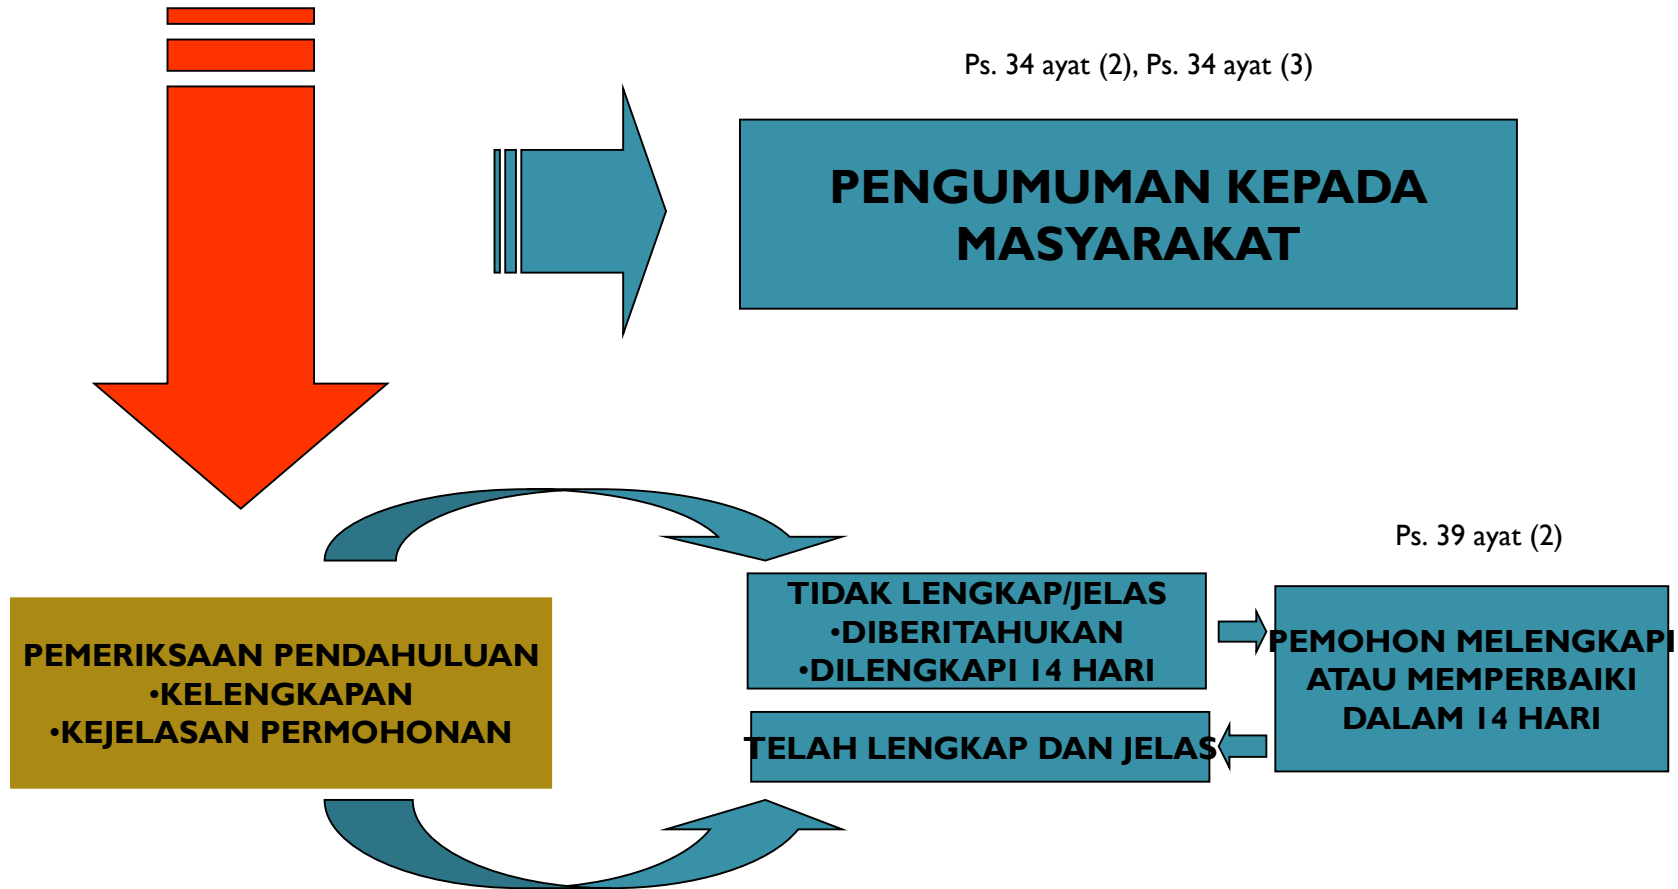 Ps. 34 ayat (2), Ps. 34 ayat (3)
PENGUMUMAN KEPADA
MASYARAKAT
Ps. 39 ayat (2)
PEMERIKSAAN PENDAHULUAN
•KELENGKAPAN
•KEJELASAN PERMOHONAN
TIDAK LENGKAP/JELAS
•DIBERITAHUKAN
•DILENGKAPI 14 HARI
TELAH LENGKAP DAN JELAS
PEMOHON MELENGKAPI
ATAU MEMPERBAIKI
DALAM 14 HARI